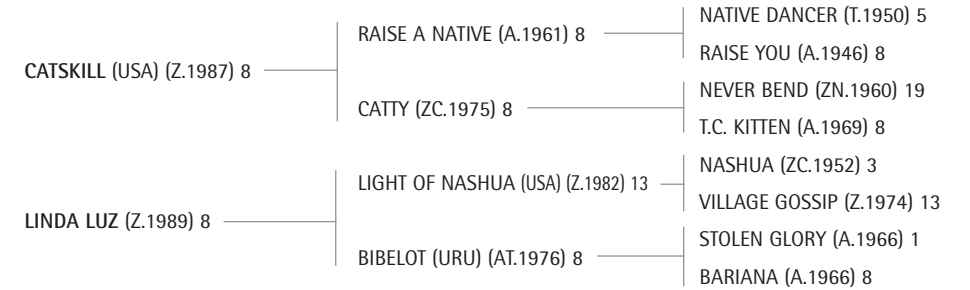 NATIVE DANCER (T.1950) 5
RAISE A NATIVE (A.1961) 8
RAISE YOU (A.1946) 8
CATSKILL (USA) (Z.1987) 8
NEVER BEND (ZN.1960) 19
CATTY (ZC.1975) 8
T.C. KITTEN (A.1969) 8
NASHUA (ZC.1952) 3
LIGHT OF NASHUA (USA) (Z.1982) 13
VILLAGE GOSSIP (Z.1974) 13
LINDA LUZ (Z.1989) 8
STOLEN GLORY (A.1966) 1
BIBELOT (URU) (AT.1976) 8
BARIANA (A.1966) 8